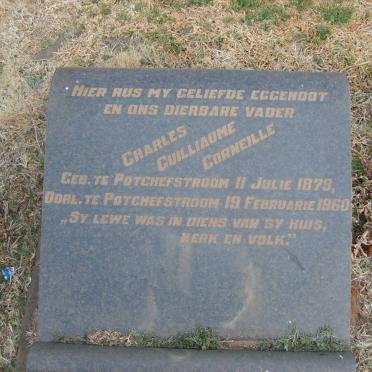 HIER RUS MY GELIEFDE EGGENOOT
EN ONS DIERBARE VADER
CHARLES
GUILLIAUME
CORNEILLE
GEB. TE POTCHEFSTROOM 11 JULIE 1879,
OORL. TE POTCHEFSTROOM 19 FEBRUARIE 1960
„SY LEWE WAS IN DIENS VAN SY HUIS,
KERK EN VOLK.”